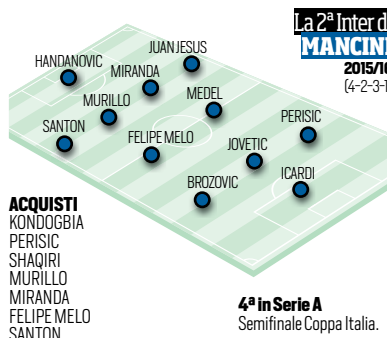 La 2ª Inter d
MANCINI
2015/16
(4-2-3-1
JUAN JESUS
HANDANOVIC
MIRANDA
MURILLO
MEDEL
SANTON
PERISIC
FELIPE MELO
JOVETIC
ICARDI
BROZOVIC
ACQUISTI
KONDOGBIA
PERISIC
SHAQIRI
MURILLO
MIRANDA
FELIPE MELO
SANTON
4ª in Serie A
Semifinale Coppa Italia.